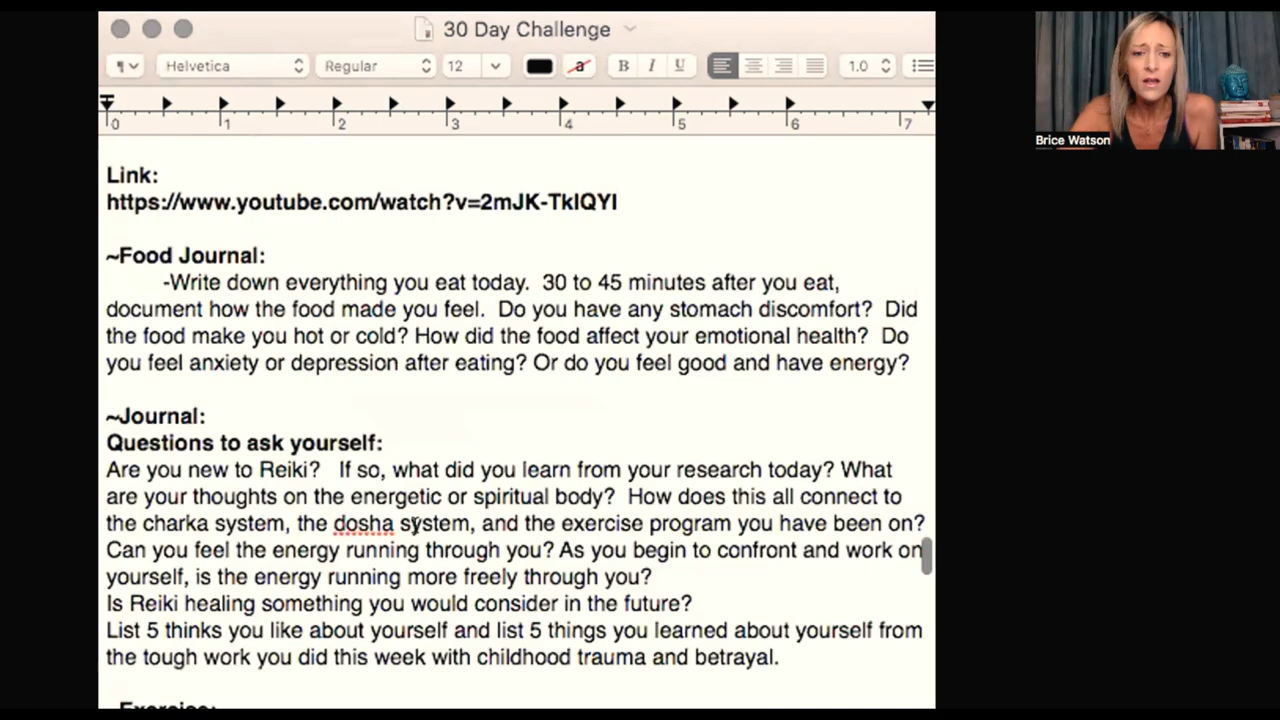 30 Day Challenge
Helvetica Regular 12 a B I U 1.0
0 1 2 3 4 5 6 7
Link:
https://www.youtube.com/watch?v=2mJK-TklQYI
~Food Journal:
-Write down everything you eat today.  30 to 45 minutes after you eat,
document how the food made you feel.  Do you have any stomach discomfort?  Did
the food make you hot or cold? How did the food affect your emotional health?  Do
you feel anxiety or depression after eating? Or do you feel good and have energy?
~Journal:
Questions to ask yourself:
Are you new to Reiki?   If so, what did you learn from your research today? What
are your thoughts on the energetic or spiritual body?  How does this all connect to
the charka system, the dosha system, and the exercise program you have been on?
Can you feel the energy running through you? As you begin to confront and work on
yourself, is the energy running more freely through you?
Is Reiki healing something you would consider in the future?
List 5 thinks you like about yourself and list 5 things you learned about yourself from
the tough work you did this week with childhood trauma and betrayal.
~Exercise:
Brice Watson